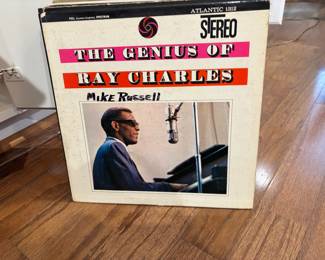 ATLANTIC 1312
STEREO
THE GENIUS OF
RAY CHARLES
Mike Russell